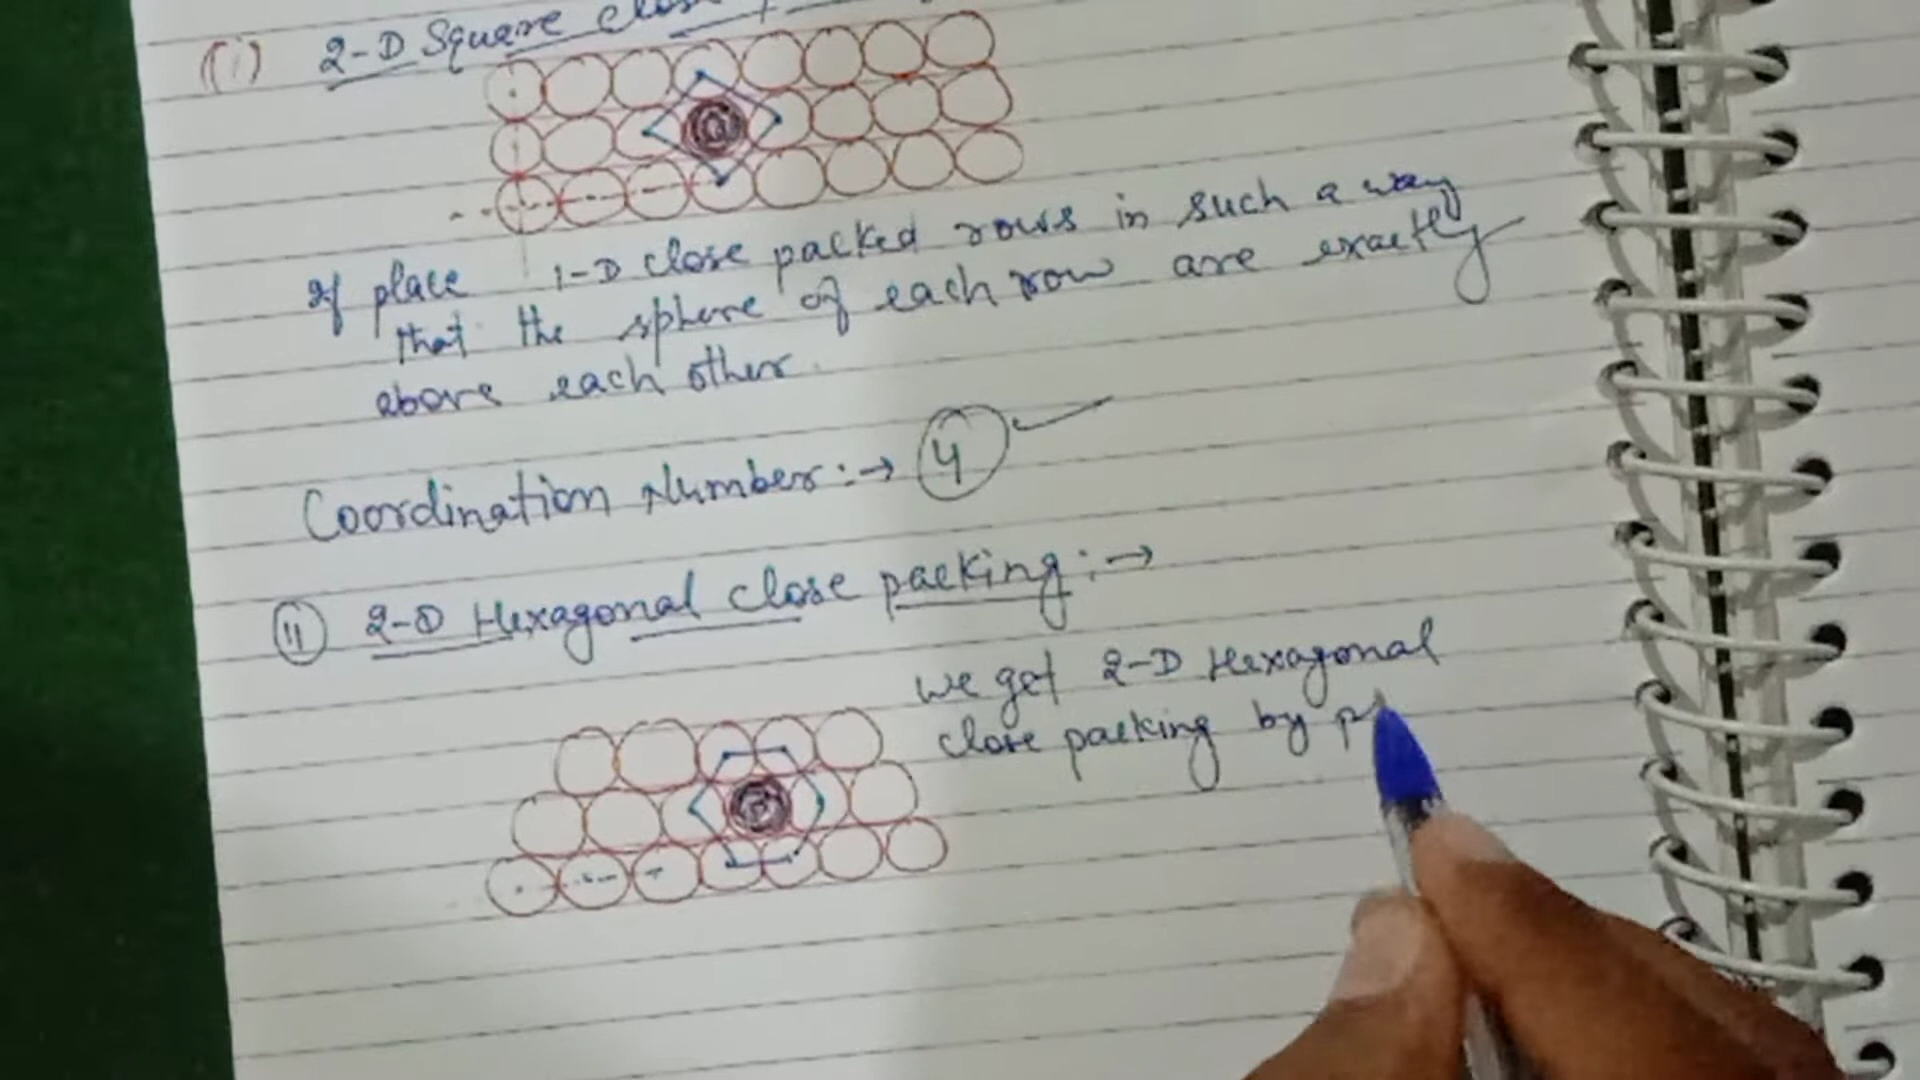 (i) 2-D Square close
If place 1-D close packed rows in such a way
that the sphere of each row are exactly
above each other.
Coordination Number :→ 4
(ii) 2-D Hexagonal close packing :→
We get 2-D Hexagonal
close packing by p